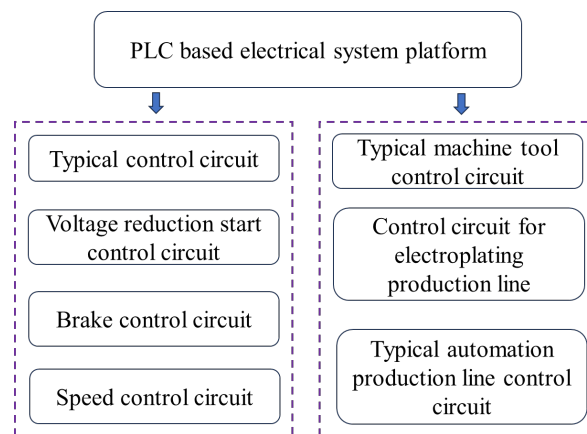 PLC based electrical system platform
Typical control circuit
Voltage reduction start
control circuit
Brake control circuit
Speed control circuit
Typical machine tool
control circuit
Control circuit for
electroplating
production line
Typical automation
production line control
circuit